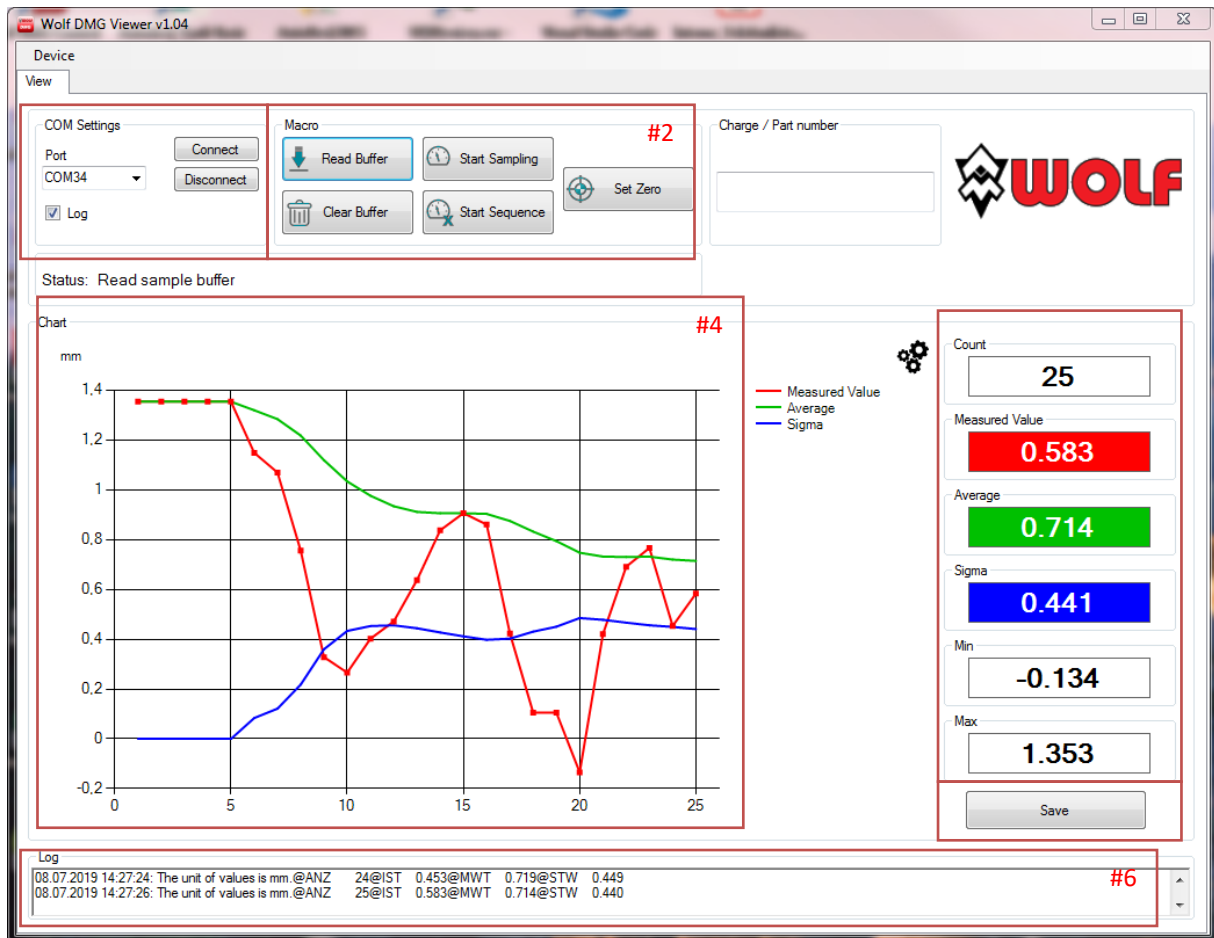 Wolf DMG Viewer v1.04
Device
View
COM Settings
Port
COM34
Log
Connect
Disconnect
Macro
#2
Read Buffer
Start Sampling
Set Zero
Clear Buffer
Start Sequence
Charge / Part number
WOLF
Status: Read sample buffer
Chart
#4
mm
1,4
1,2
1
0,8
0,6
0,4
0,2
0
-0,2
0 5 10 15 20 25
Measured Value
Average
Sigma
Count
25
Measured Value
0.583
Average
0.714
Sigma
0.441
Min
-0.134
Max
1.353
Save
Log
08.07.2019 14:27:24: The unit of values is mm.@ANZ 24@IST 0.453@MWT 0.719@STW 0.449
08.07.2019 14:27:26: The unit of values is mm.@ANZ 25@IST 0.583@MWT 0.714@STW 0.440
#6